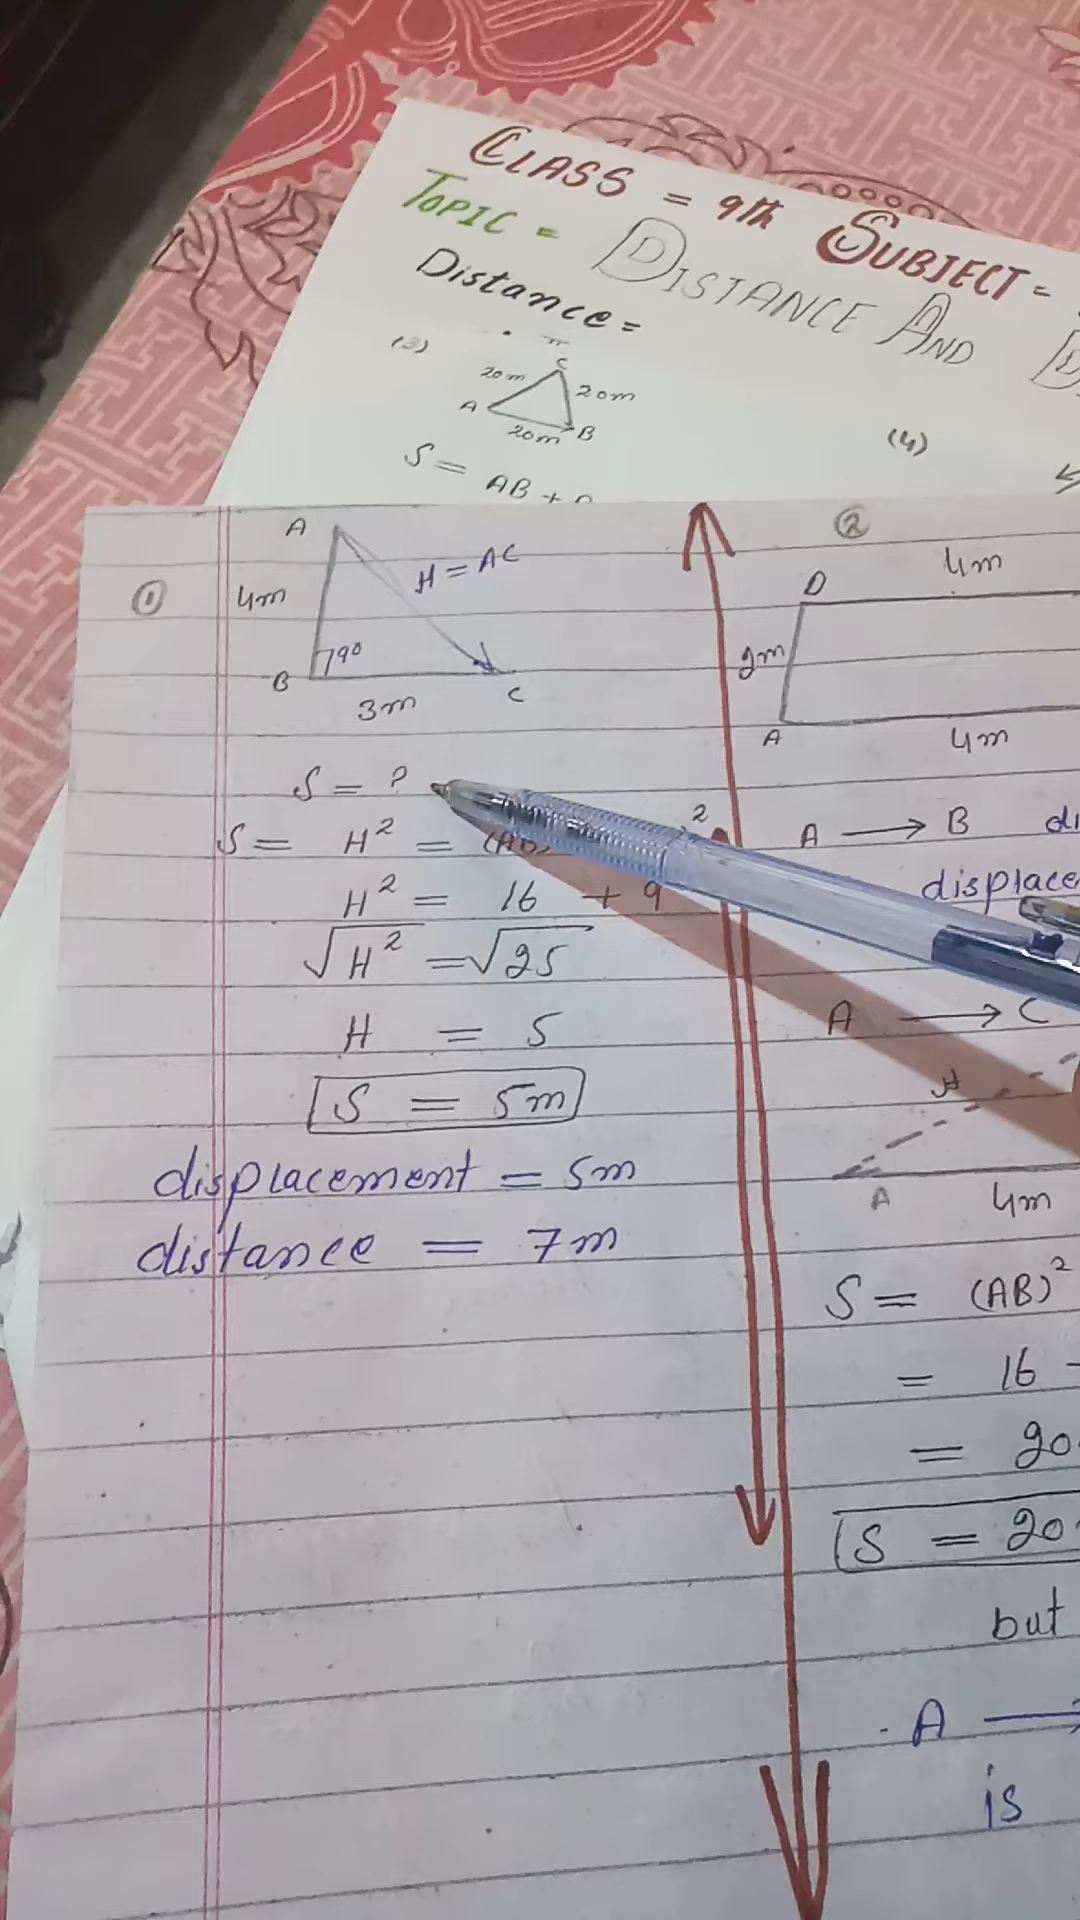 CLASS = 9th SUBJECT =
TOPIC = DISTANCE AND
Distance =
(3)
C
20m
20m
A
B
20m
(4)
S =
AB +
A
H = AC
①
4m
90
B
3m
C
S = ?
S = H² = (AB) ²
H² = 16 + 9
√H² = √25
H = 5
S = 5m
displacement = 5m
distance = 7m
②
D
4m
2m
A
4m
A → B
A → C
H
A
4m
S = (AB)²
= 16
= 20
S = 20
but
A →
is